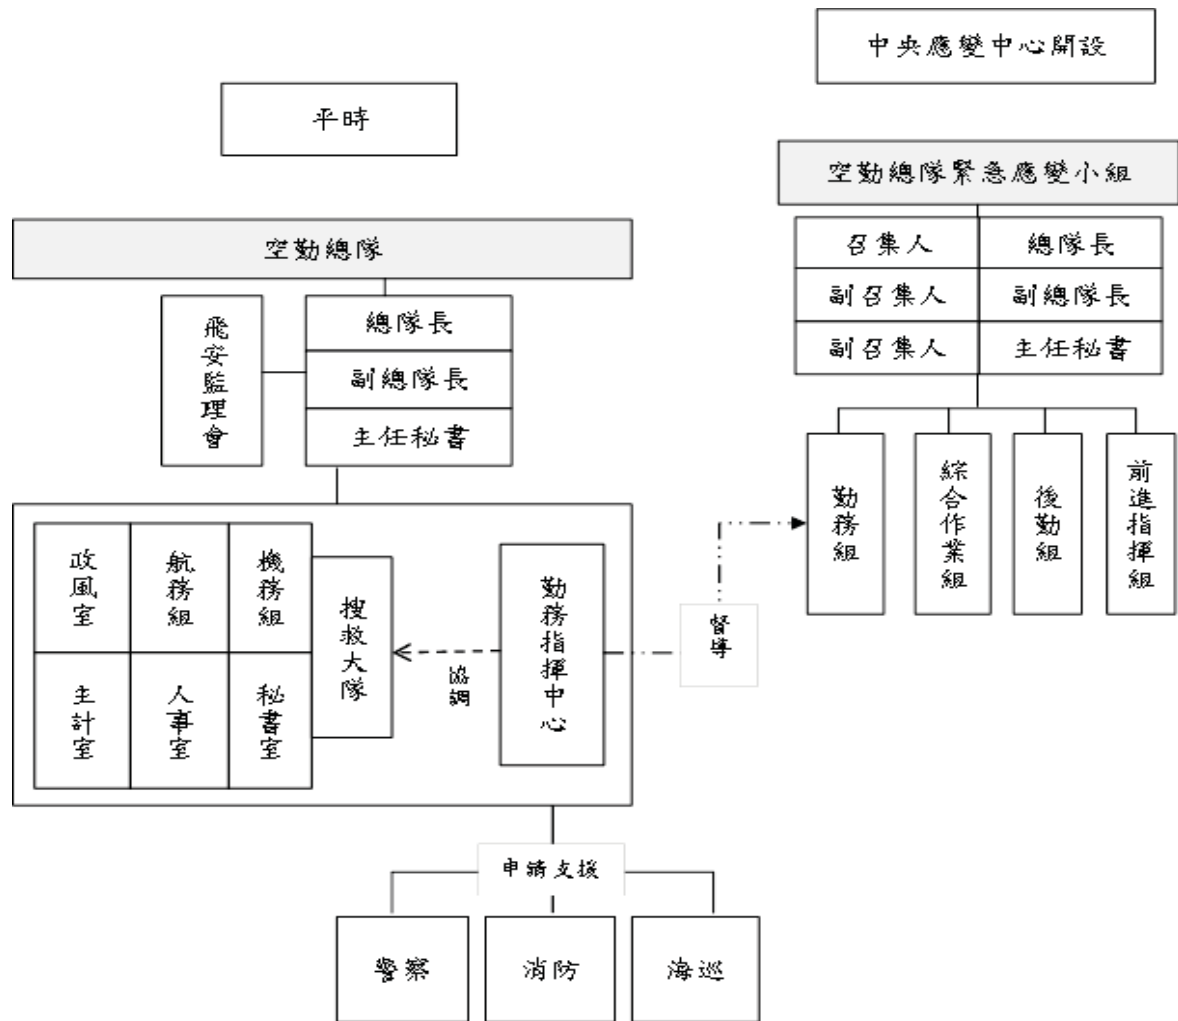 中央應變中心開設
平時
空勤總隊緊急應變小組
召集人
總隊長
副召集人
副總隊長
副召集人
主任秘書
空勤總隊
飛安監理會
總隊長
副總隊長
主任秘書
勤務組
綜合作業組
後勤組
前進指揮組
政風室
航務組
機務組
主計室
人事室
秘書室
搜救大隊
協調
勤務指揮中心
督導
申請支援
警察
消防
海巡